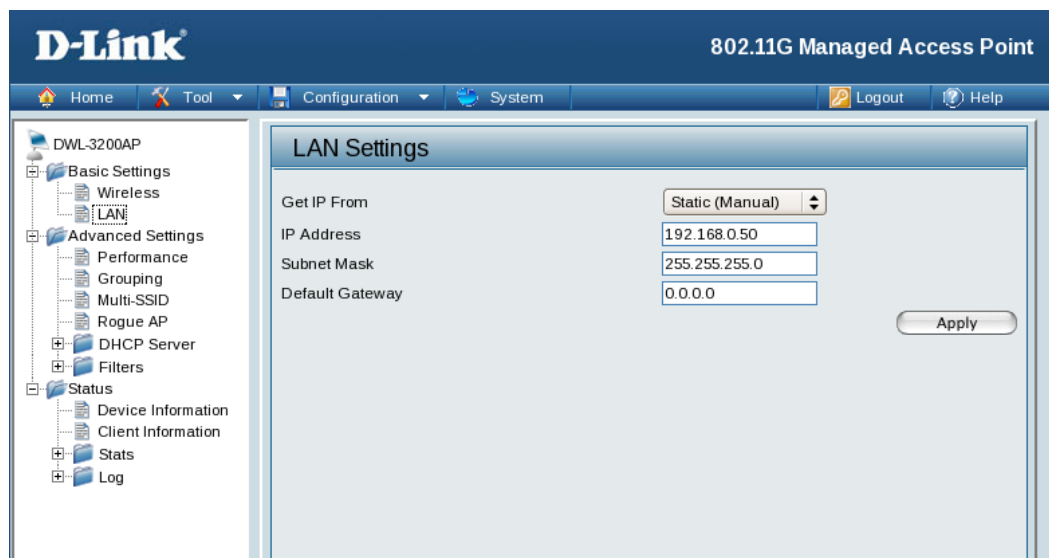 D-Link
802.11G Managed Access Point
Home Tool Configuration System Logout Help
DWL-3200AP
Basic Settings
Wireless
LAN
Advanced Settings
Performance
Grouping
Multi-SSID
Rogue AP
DHCP Server
Filters
Status
Device Information
Client Information
Stats
Log
LAN Settings
Get IP From Static (Manual)
IP Address 192.168.0.50
Subnet Mask 255.255.255.0
Default Gateway 0.0.0.0
Apply